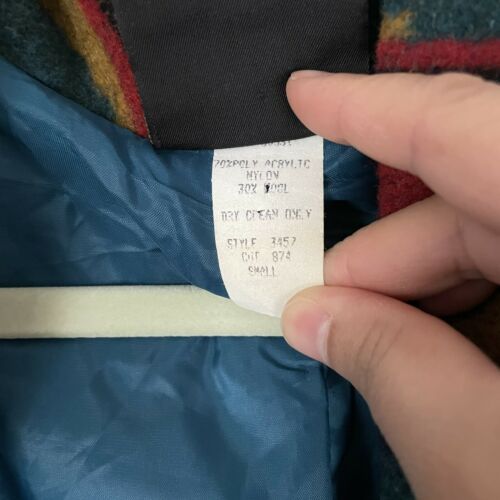 70%POLY ACRYLIC
NYLON
30% WOOL
DRY CLEAN ONLY
STYLE 3457
CUT 874
SMALL